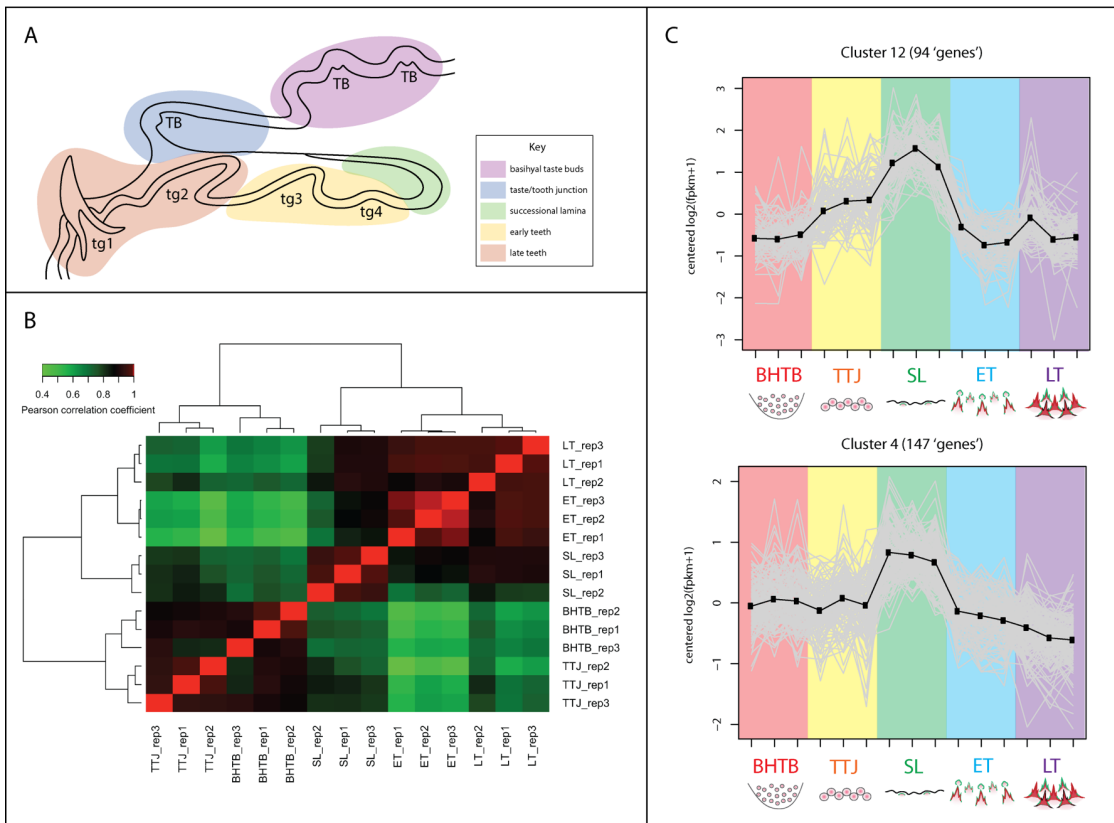 A
TB
TB
TB
tg2
tg3
tg4
tg1
Key
basihyal taste buds
taste/tooth junction
successional lamina
early teeth
late teeth
B
0.4 0.6 0.8 1
Pearson correlation coefficient
LT_rep3
LT_rep1
LT_rep2
ET_rep3
ET_rep2
ET_rep1
SL_rep3
SL_rep1
SL_rep2
BHTB_rep2
BHTB_rep1
BHTB_rep3
TTJ_rep2
TTJ_rep1
TTJ_rep3
TTJ_rep3
TTJ_rep1
TTJ_rep2
BHTB_rep3
BHTB_rep1
BHTB_rep2
SL_rep2
SL_rep1
SL_rep3
ET_rep1
ET_rep2
ET_rep3
LT_rep2
LT_rep1
LT_rep3
C
Cluster 12 (94 'genes')
centered log2(fpkm+1)
3
2
1
0
−1
−2
−3
BHTB TTJ SL ET LT
Cluster 4 (147 'genes')
centered log2(fpkm+1)
2
1
0
−1
−2
BHTB TTJ SL ET LT